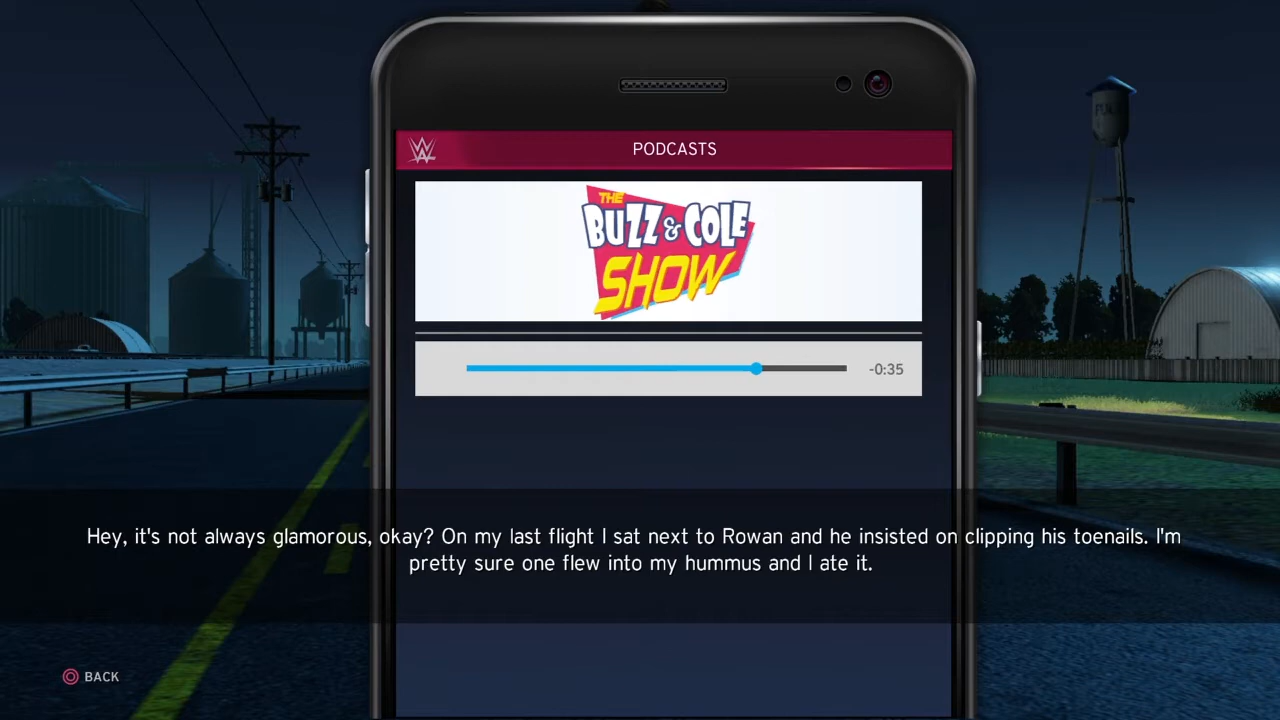 PODCASTS
THE
BUZZ & COLE
SHOW
-0:35
Hey, it's not always glamorous, okay? On my last flight I sat next to Rowan and he insisted on clipping his toenails. I'm
pretty sure one flew into my hummus and I ate it.
BACK